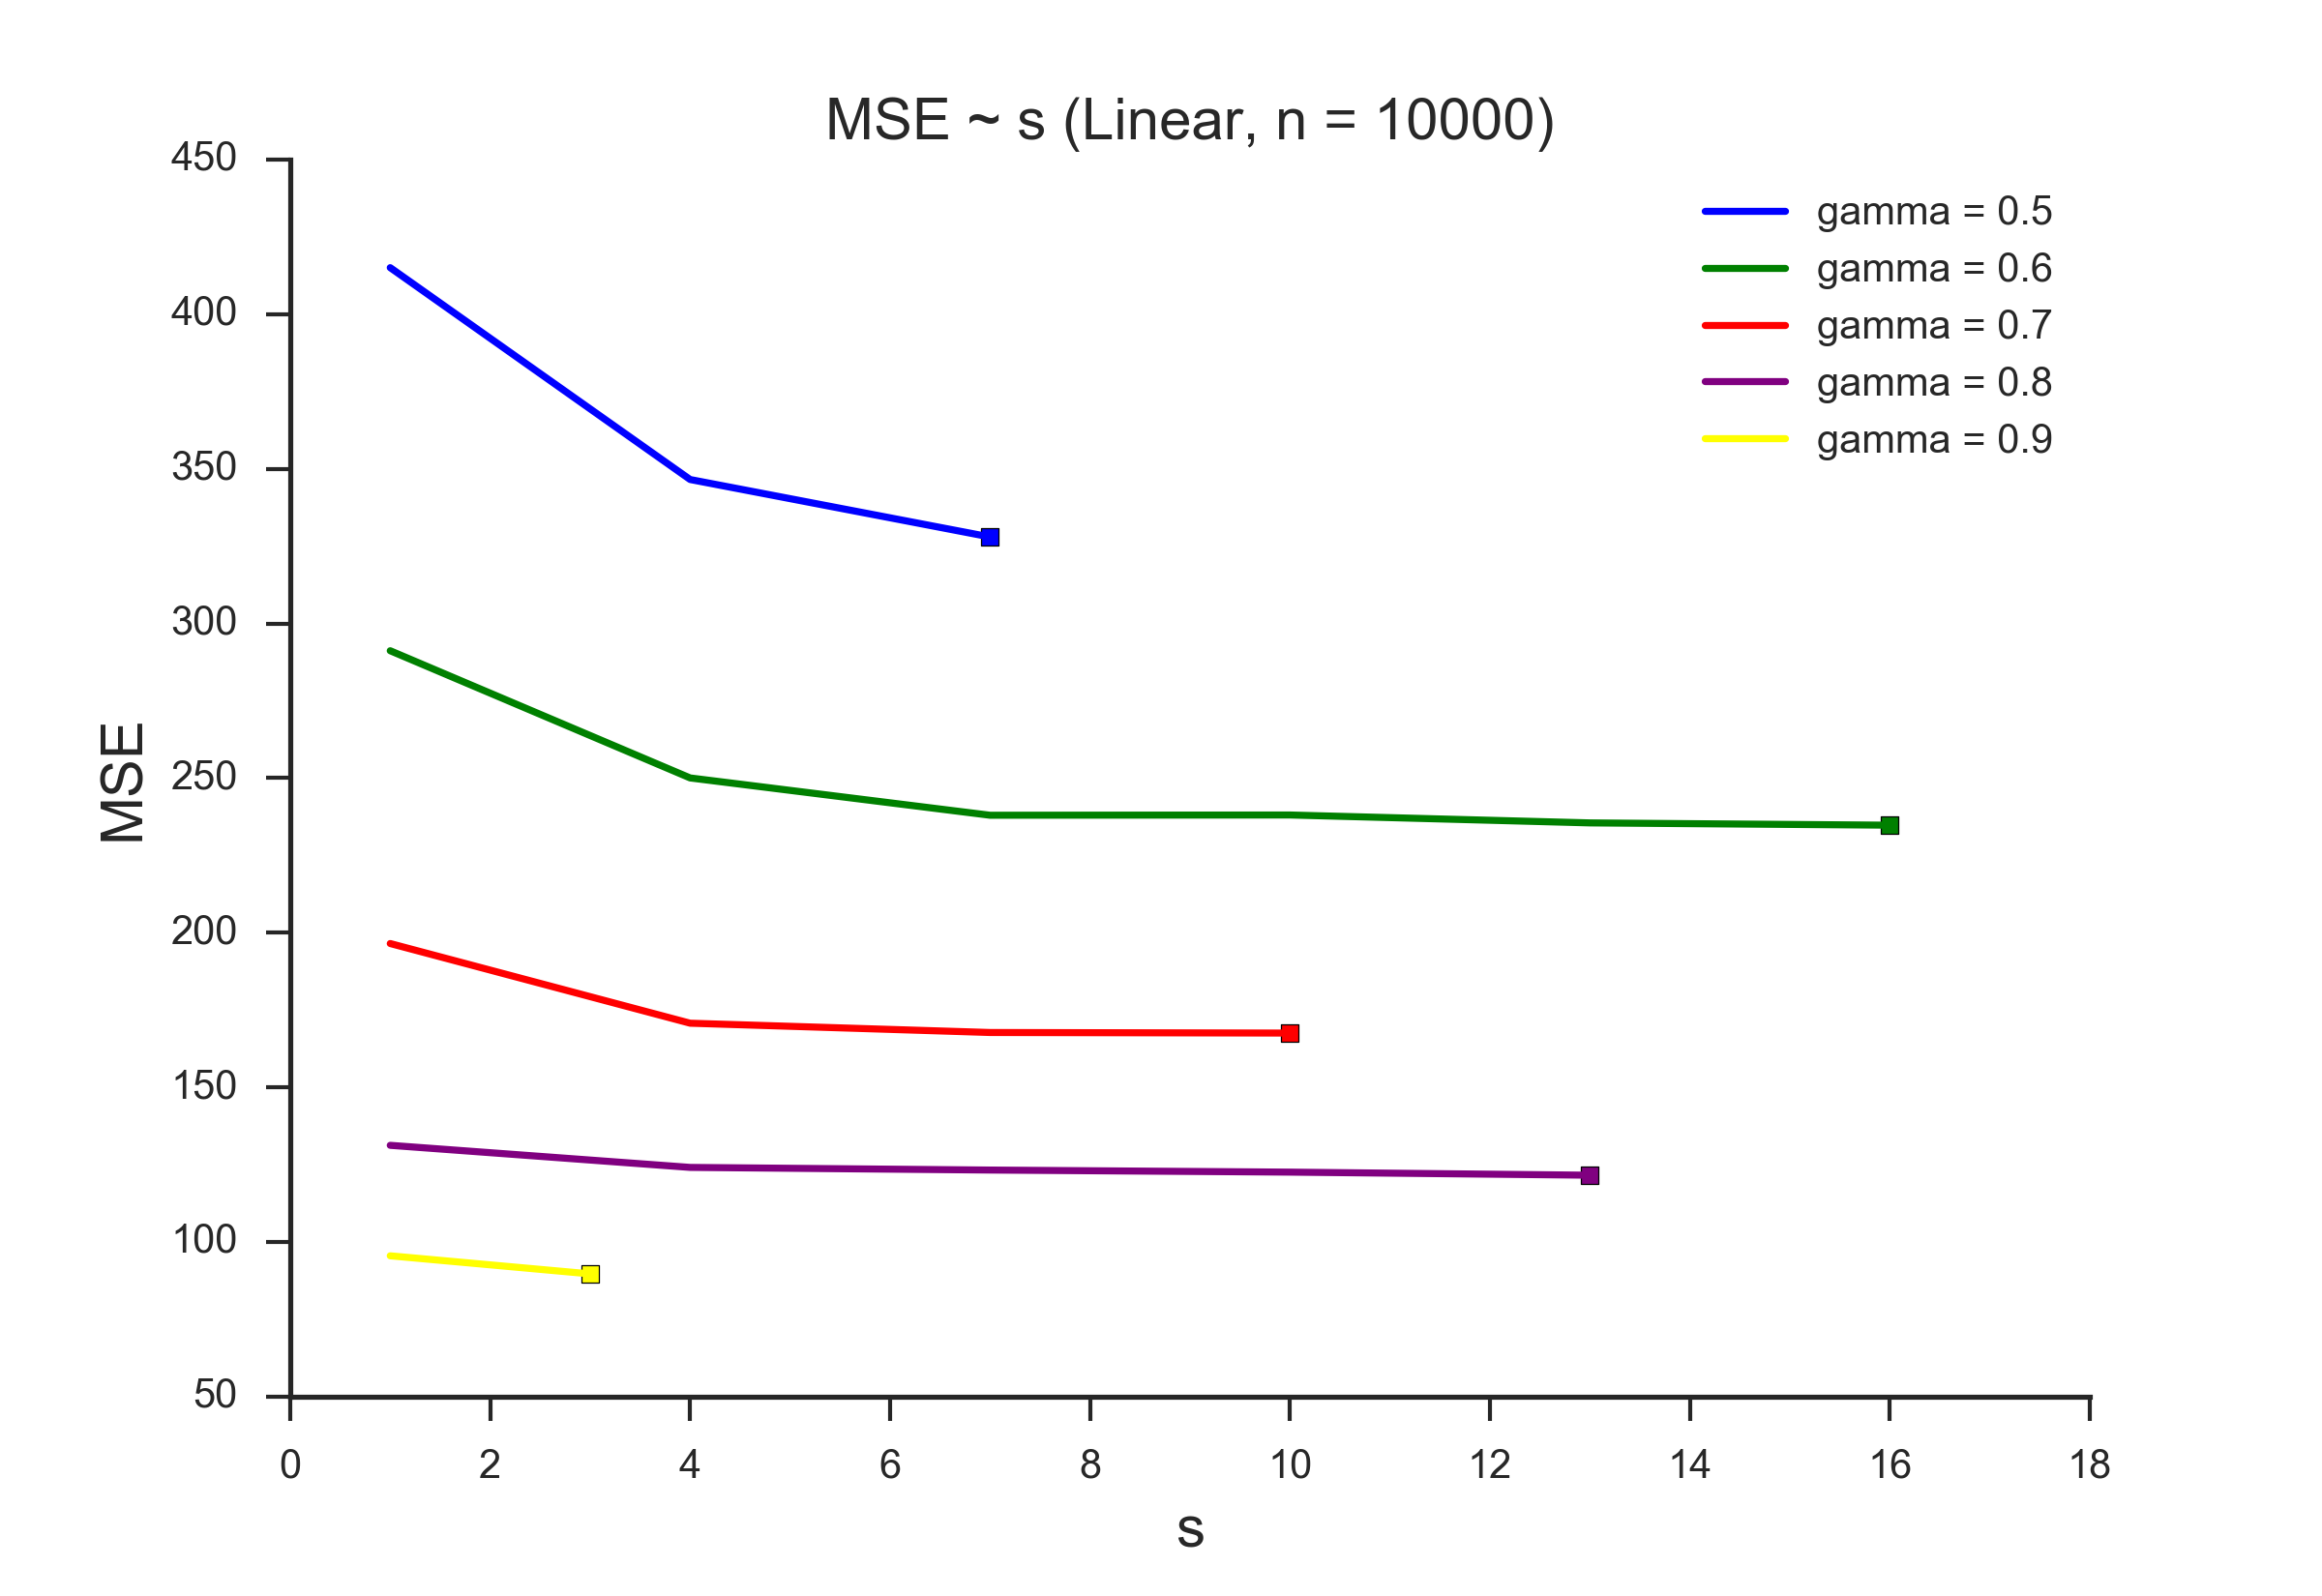 MSE ~ s (Linear, n = 10000)
450
400
350
300
250
200
150
100
50
MSE
gamma = 0.5
gamma = 0.6
gamma = 0.7
gamma = 0.8
gamma = 0.9
0 2 4 6 8 10 12 14 16 18
s